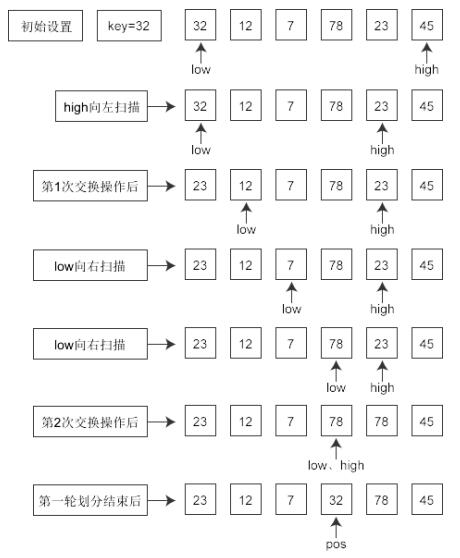 初始设置 key=32 32 12 7 78 23 45
low high
high向左扫描 32 12 7 78 23 45
low high
第1次交换操作后 23 12 7 78 23 45
low high
low向右扫描 23 12 7 78 23 45
low high
low向右扫描 23 12 7 78 23 45
low high
第2次交换操作后 23 12 7 78 78 45
low、high
第一轮划分结束后 23 12 7 32 78 45
pos